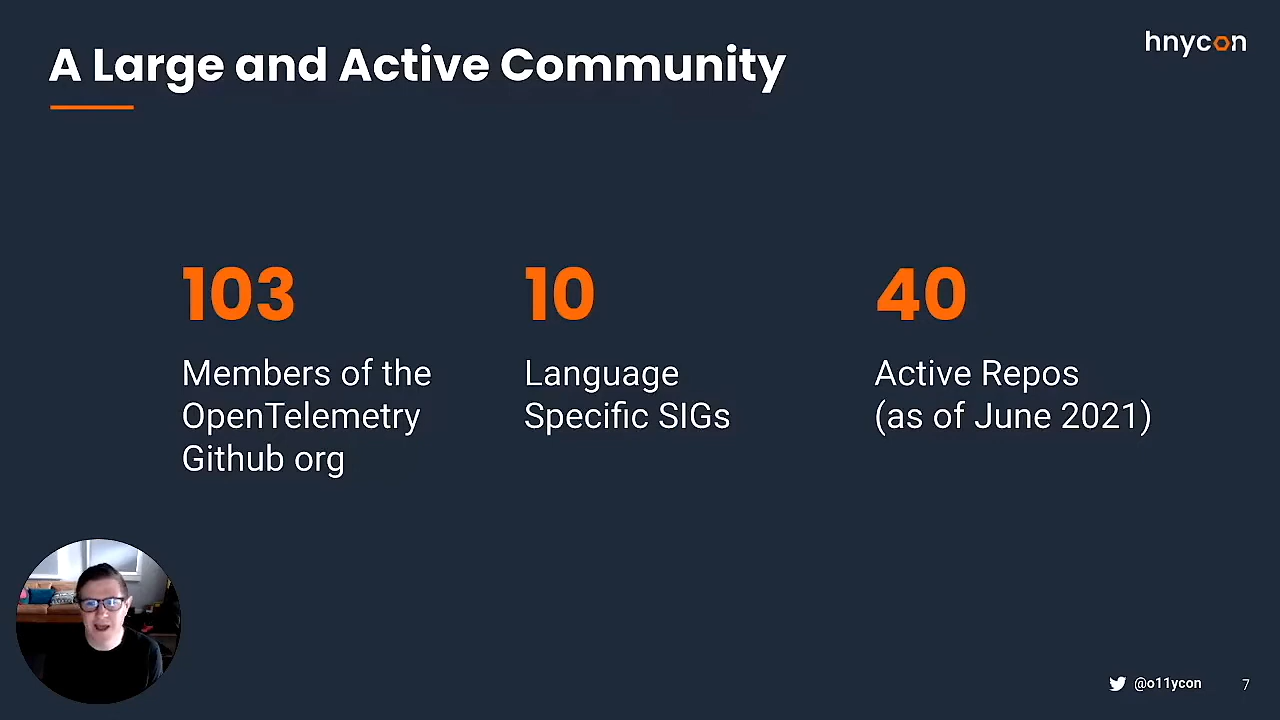 A Large and Active Community
hnycon
103
Members of the
OpenTelemetry
Github org
10
Language
Specific SIGs
40
Active Repos
(as of June 2021)
@o11ycon
7